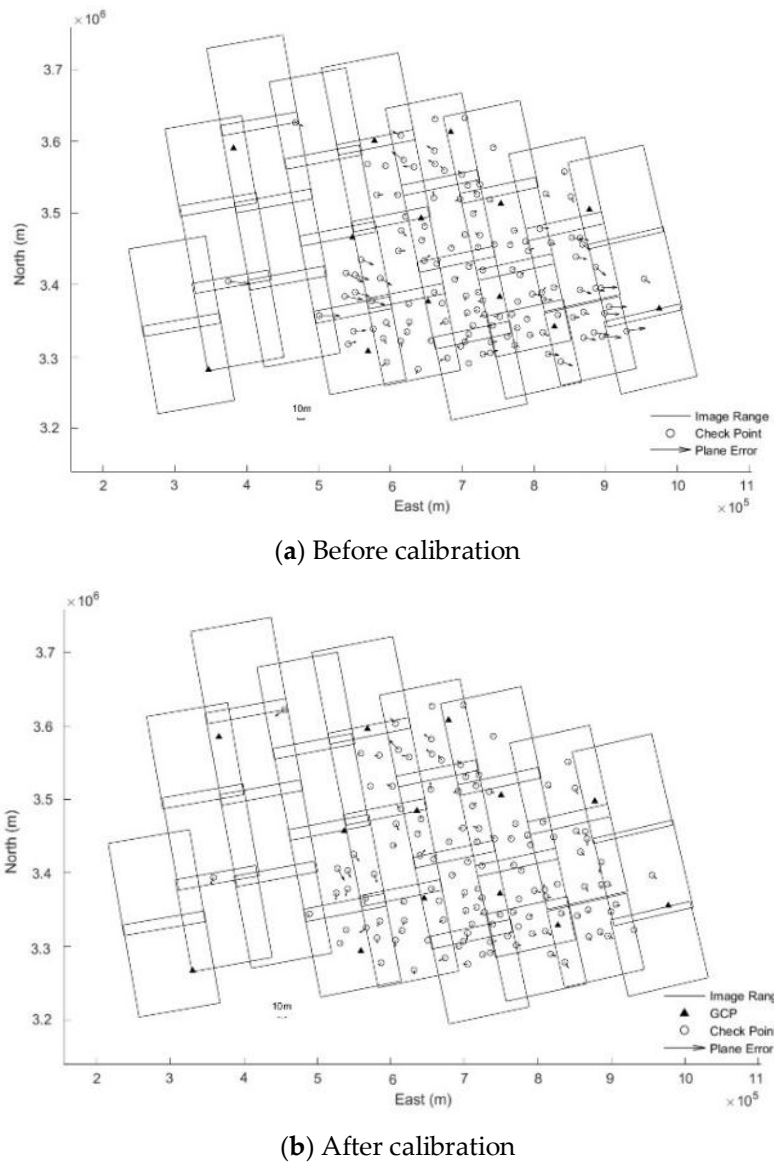 × 10⁶
3.7
3.6
3.5
3.4
3.3
3.2
North (m)
10m
Image Range
Check Point
Plane Error
2 3 4 5 6 7 8 9 10 11
East (m)
× 10⁵
(a) Before calibration
× 10⁶
3.7
3.6
3.5
3.4
3.3
3.2
North (m)
10m
Image Rang
GCP
Check Point
Plane Error
2 3 4 5 6 7 8 9 10 11
East (m)
× 10⁵
(b) After calibration